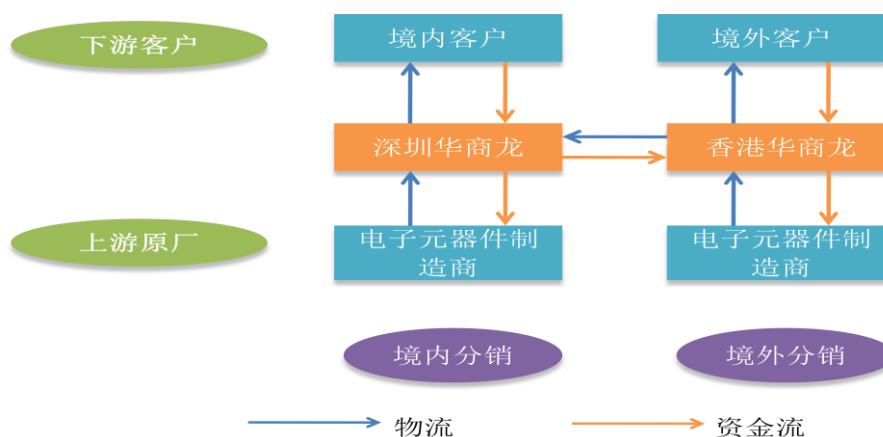 下游客户
境内客户
境外客户
深圳华商龙
香港华商龙
上游原厂
电子元器件制
造商
电子元器件制
造商
境内分销
境外分销
物流
资金流